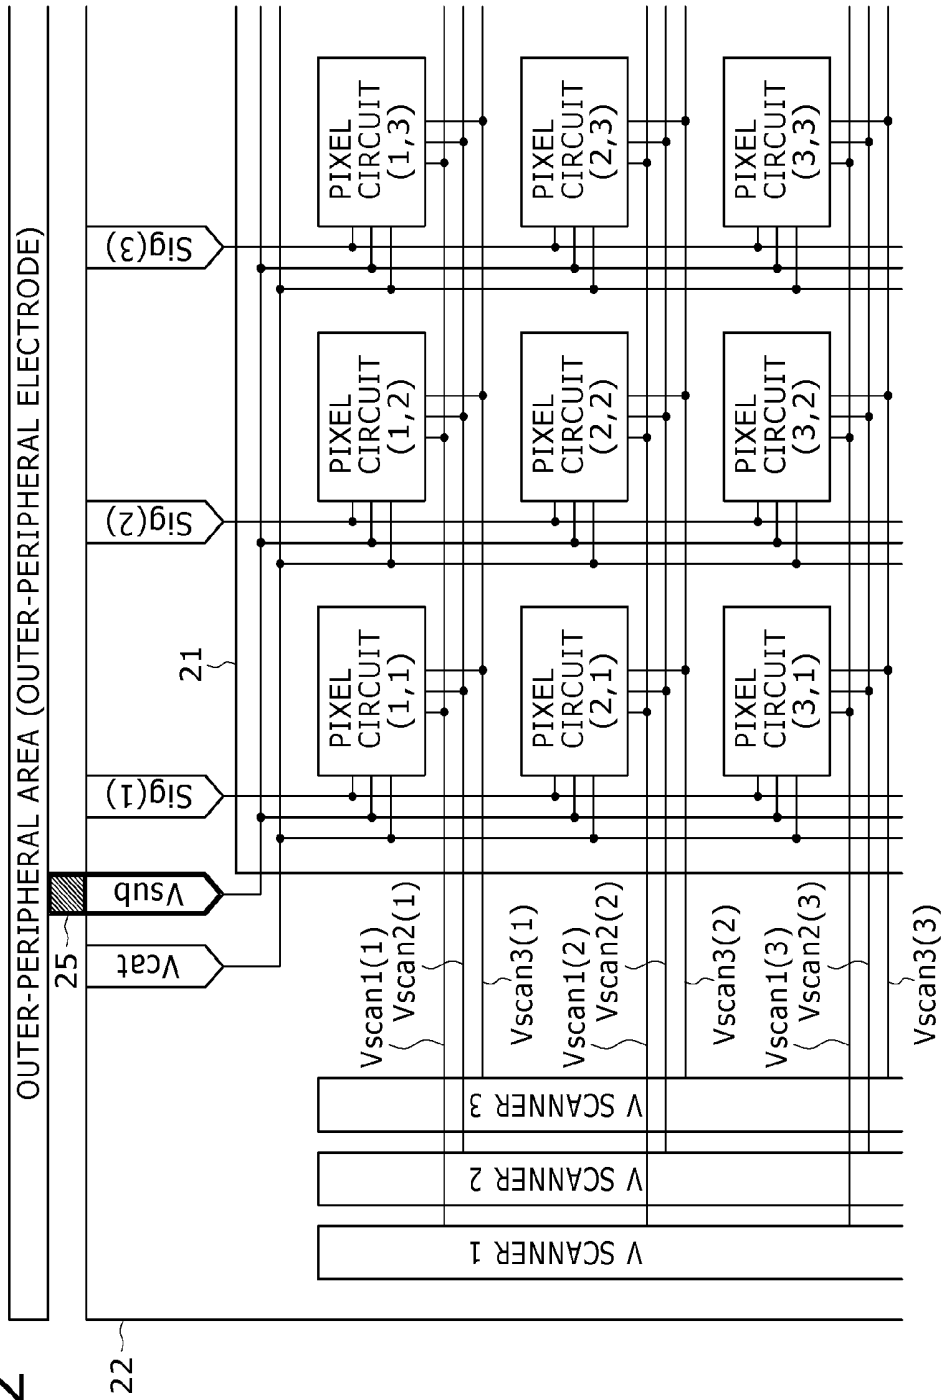 2
OUTER-PERIPHERAL AREA (OUTER-PERIPHERAL ELECTRODE)
25
22
Vcat
Vsub
Sig(1)
Sig(2)
Sig(3)
21
V SCANNER 1
V SCANNER 2
V SCANNER 3
Vscan1(1)
Vscan2(1)
Vscan3(1)
PIXEL
CIRCUIT
(1,1)
PIXEL
CIRCUIT
(1,2)
PIXEL
CIRCUIT
(1,3)
Vscan1(2)
Vscan2(2)
Vscan3(2)
PIXEL
CIRCUIT
(2,1)
PIXEL
CIRCUIT
(2,2)
PIXEL
CIRCUIT
(2,3)
Vscan1(3)
Vscan2(3)
Vscan3(3)
PIXEL
CIRCUIT
(3,1)
PIXEL
CIRCUIT
(3,2)
PIXEL
CIRCUIT
(3,3)